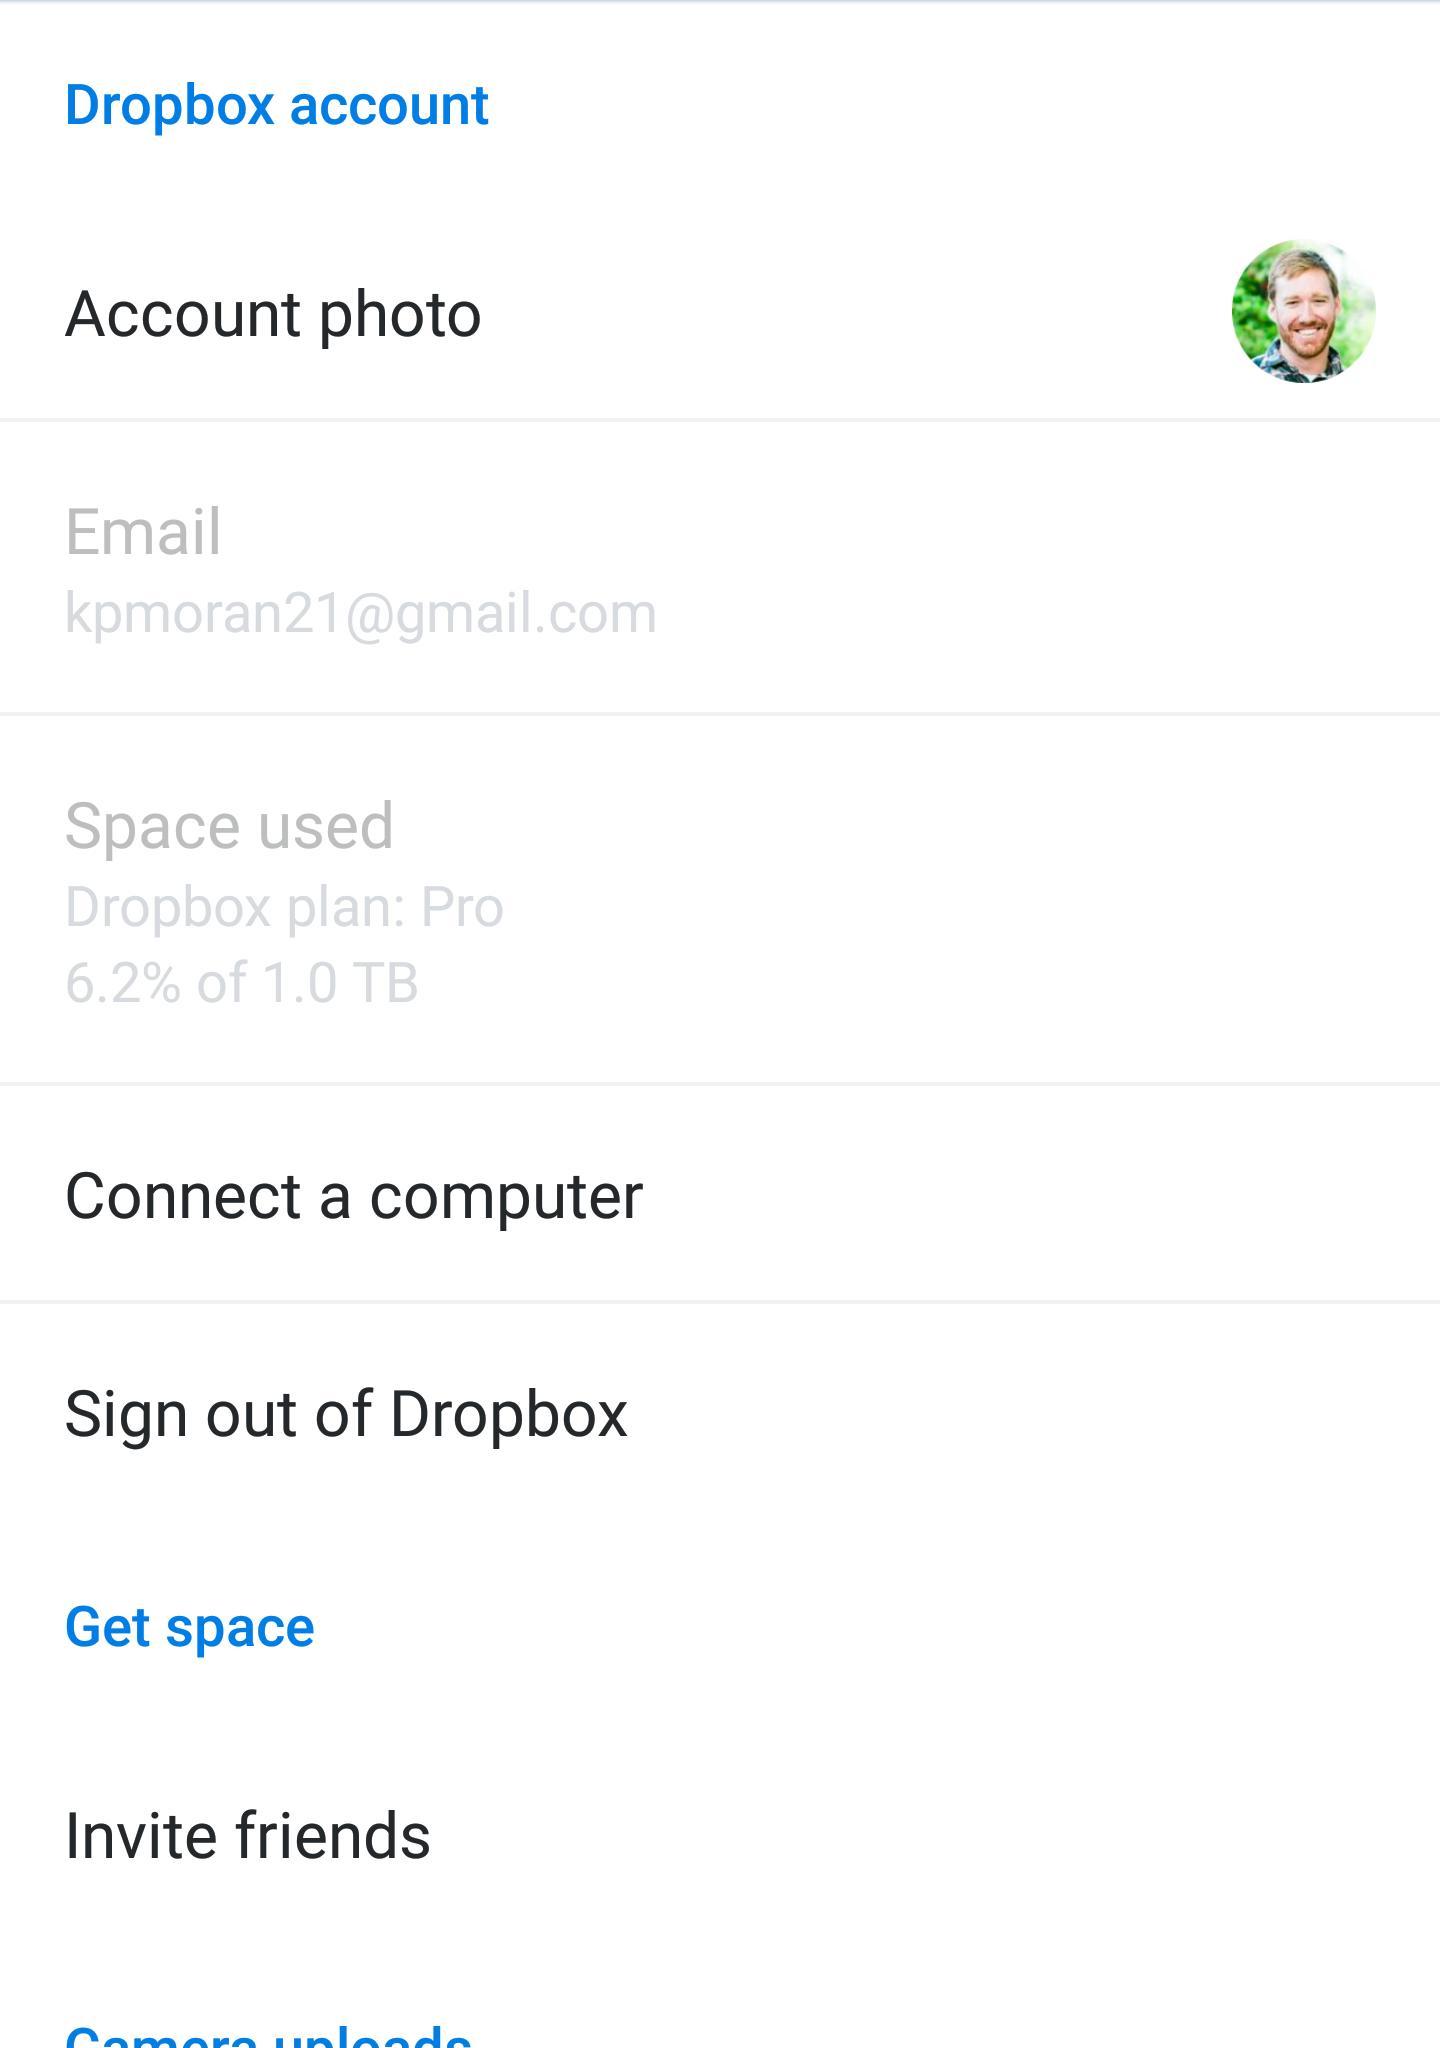 Dropbox account
Account photo
Email
kpmoran21@gmail.com
Space used
Dropbox plan: Pro
6.2% of 1.0 TB
Connect a computer
Sign out of Dropbox
Get space
Invite friends
Camera uploads